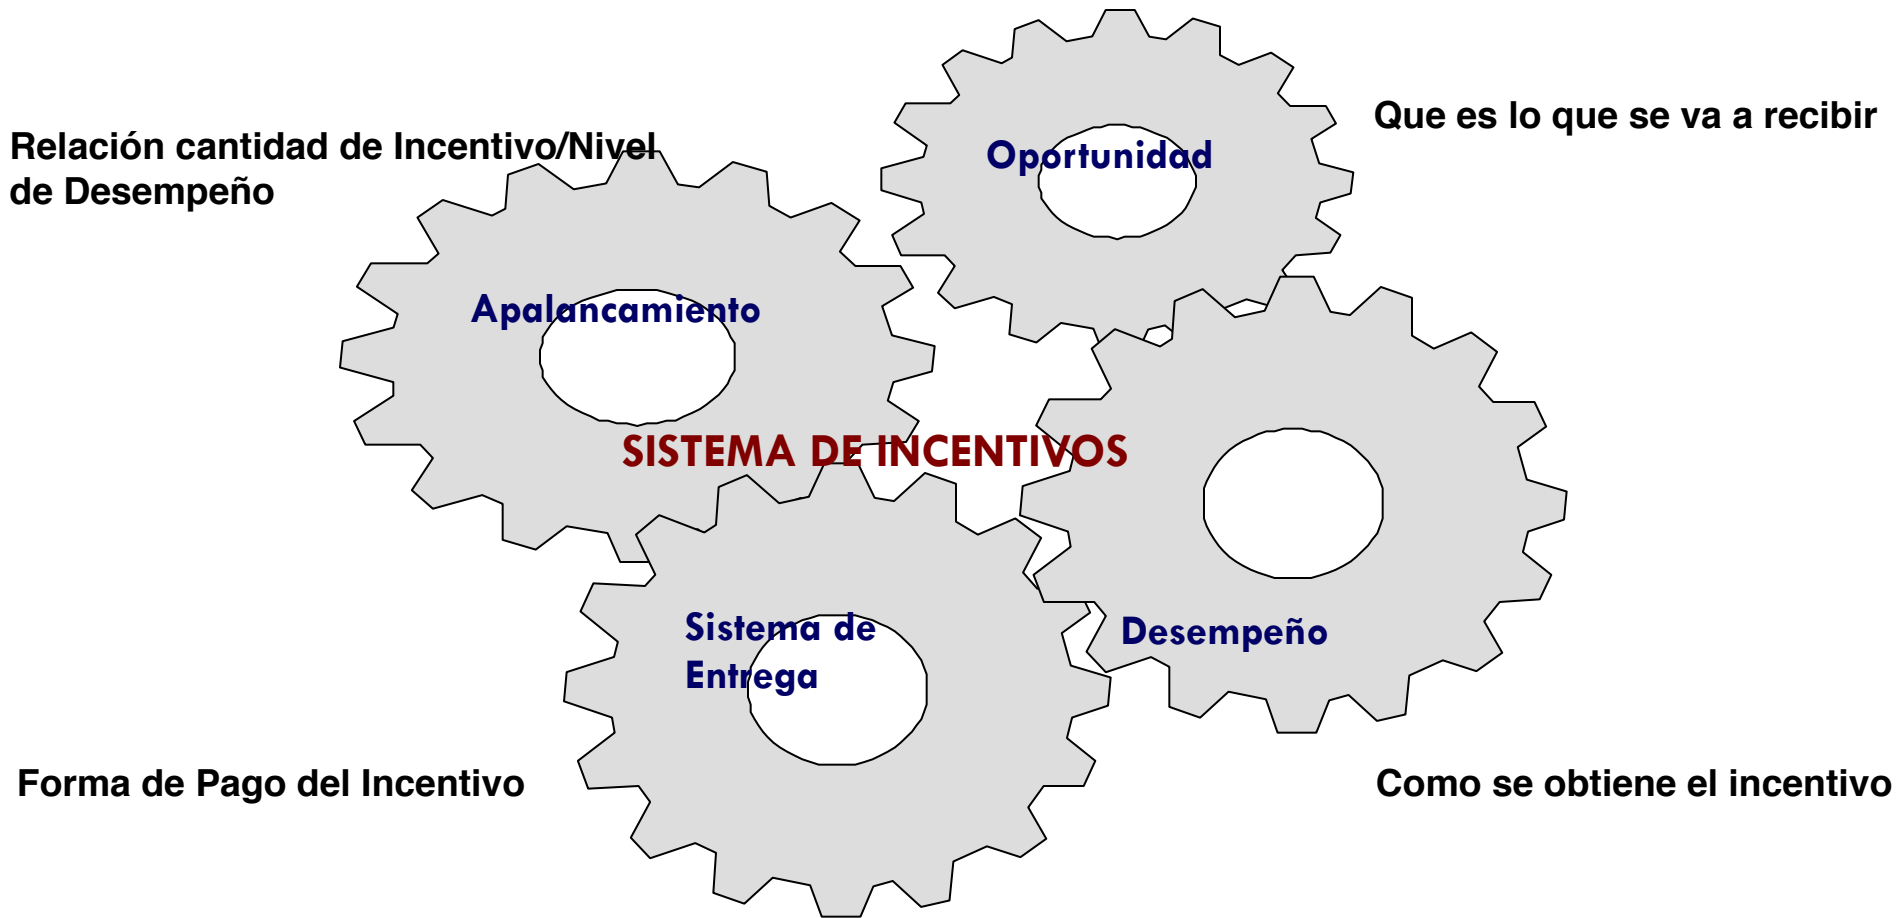 Que es lo que se va a recibir
Relación cantidad de Incentivo/Nivel
de Desempeño
Oportunidad
Apalancamiento
SISTEMA DE INCENTIVOS
Sistema de
Entrega
Desempeño
Forma de Pago del Incentivo
Como se obtiene el incentivo